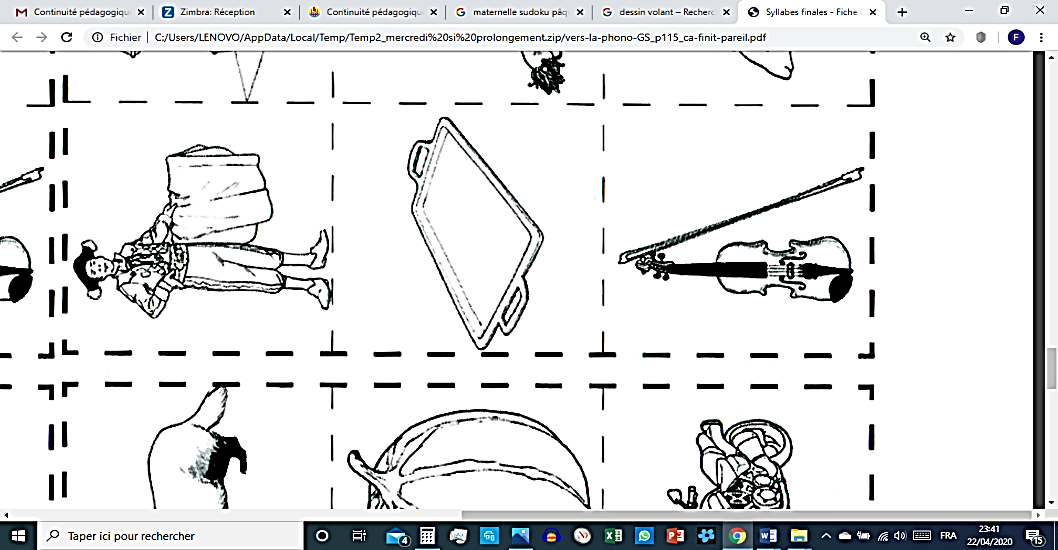 Continuité pédagogiqu
Zimbra: Réception
Continuité pédagogiqu
maternelle sudoku pâq
dessin volant – Recherc
Syllabes finales - Fiche
Fichier | C:/Users/LENOVO/AppData/Local/Temp/Temp2_mercredi%20si%20prolongement.zip/vers-la-phono-GS_p115_ca-finit-pareil.pdf
F
Taper ici pour rechercher
4
FRA
23:41
22/04/2020
15